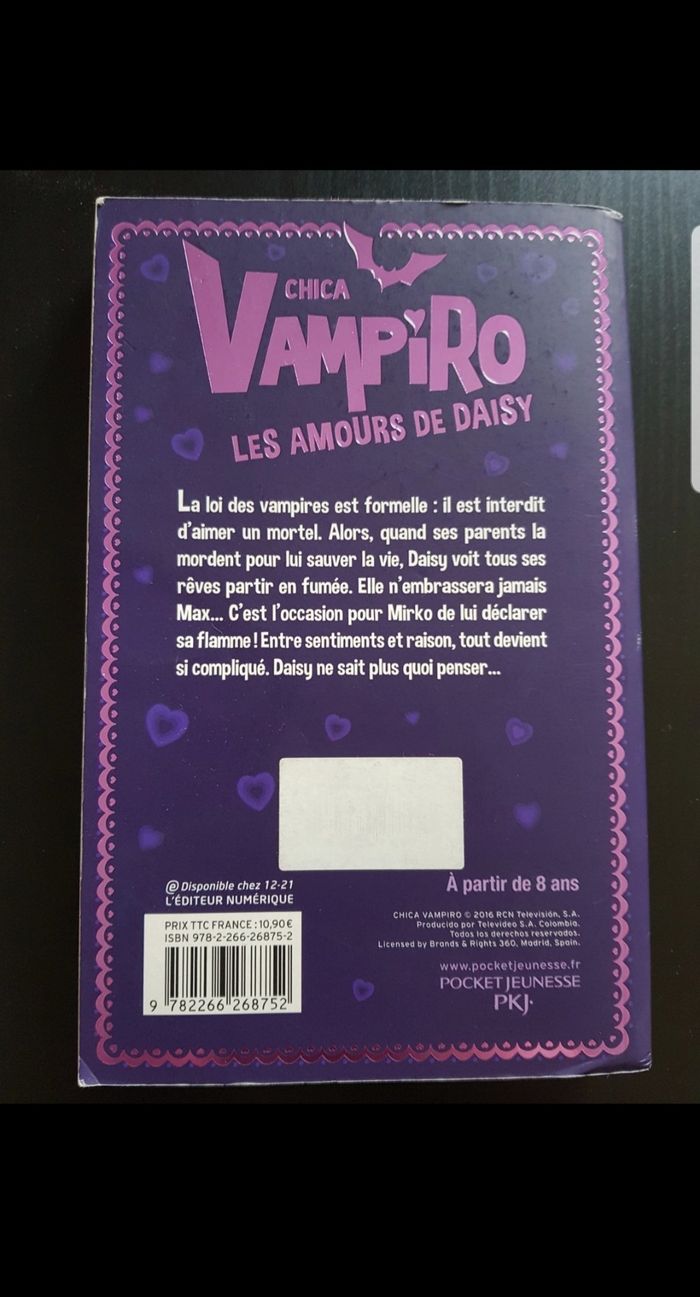 CHICA
VAMPiRO
LES AMOURS DE DAISY
La loi des vampires est formelle : il est interdit
d'aimer un mortel. Alors, quand ses parents la
mordent pour lui sauver la vie, Daisy voit tous ses
rêves partir en fumée. Elle n'embrassera jamais
Max... C'est l'occasion pour Mirko de lui déclarer
sa flamme ! Entre sentiments et raison, tout devient
si compliqué. Daisy ne sait plus quoi penser...
Disponible chez 12-21
L'ÉDITEUR NUMÉRIQUE
À partir de 8 ans
PRIX TTC FRANCE : 10,90 €
ISBN 978-2-266-26875-2
9 782266 268752
CHICA VAMPIRO © 2016 RCN Televisión, S.A.
Producido por Televideo S.A. Colombia.
Todos los derechos reservados.
Licensed by Brands & Rights 360, Madrid, Spain.
www.pocketjeunesse.fr
POCKET JEUNESSE
PKJ·